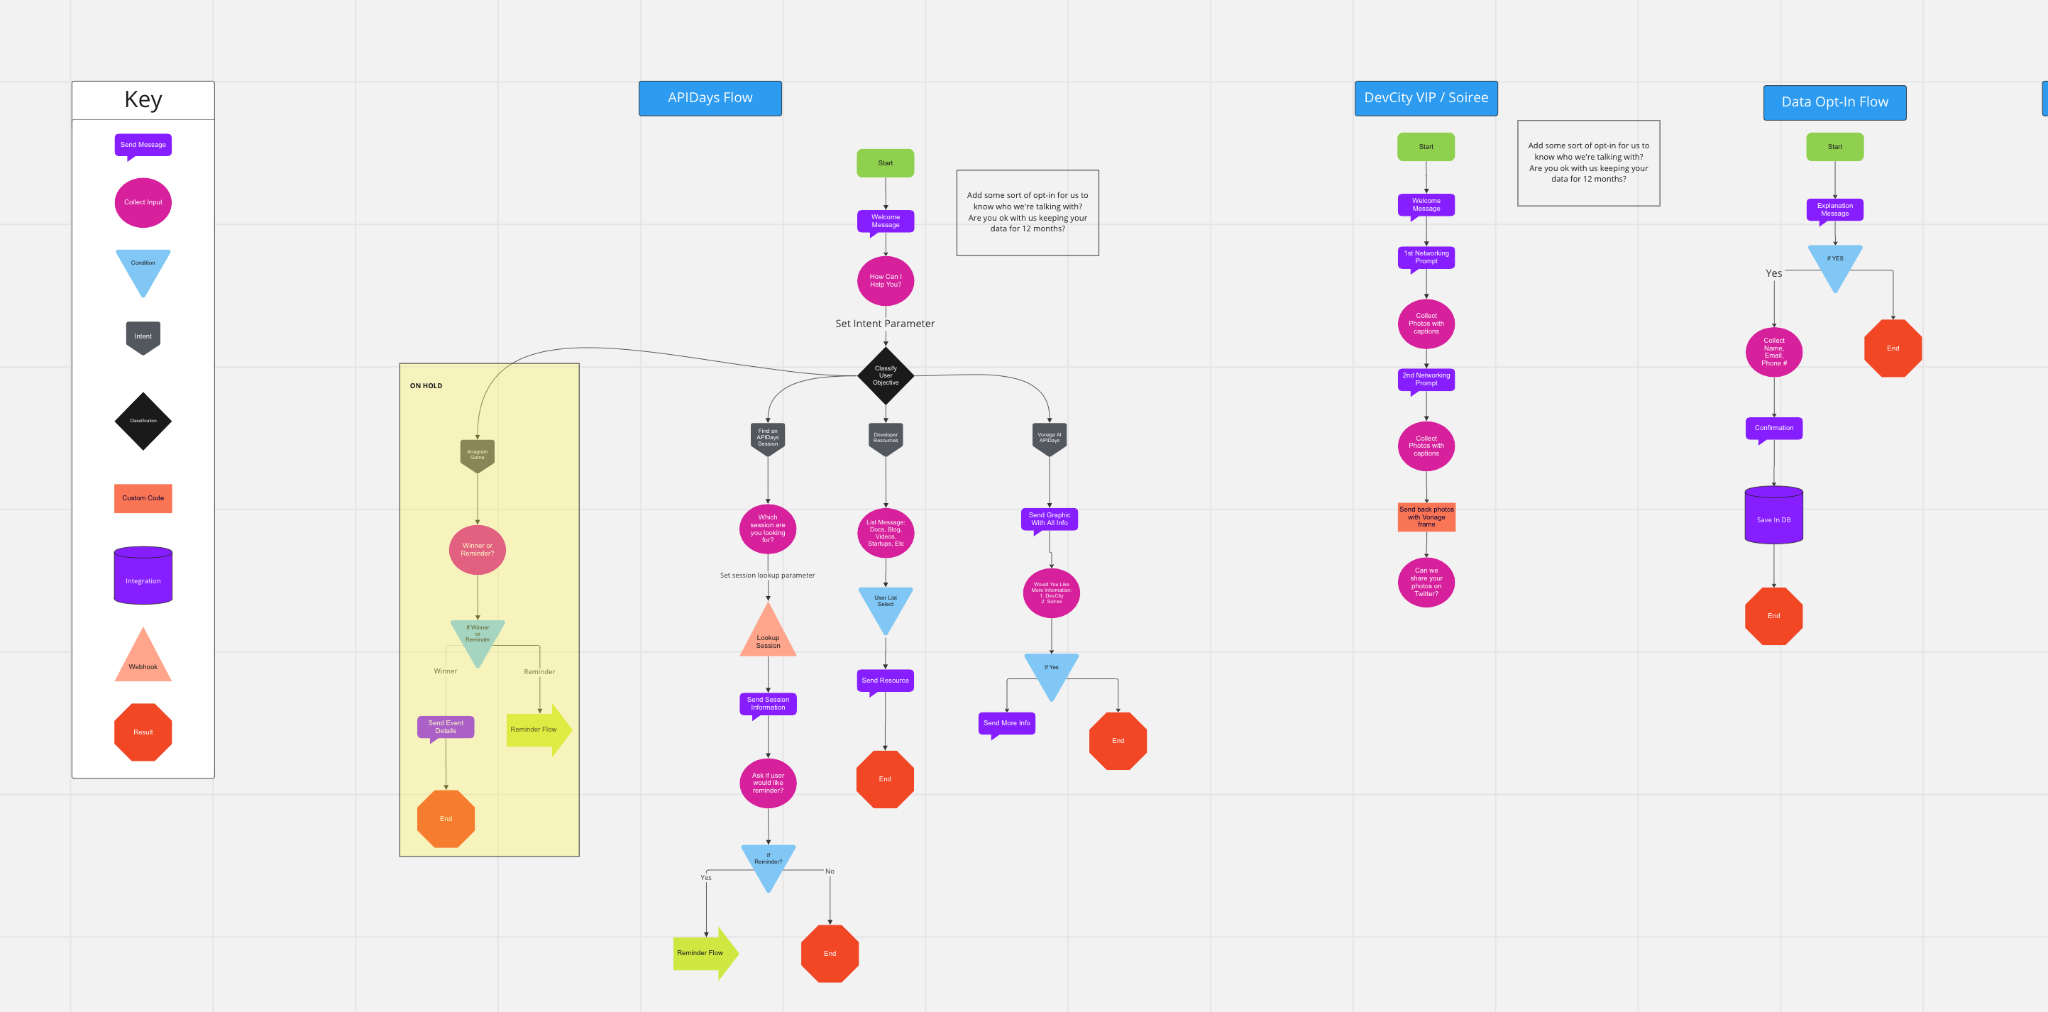 Key
Send Message
Collect Input
Condition
Intent
Classification
Custom Code
Integration
Webhook
Result
APIDays Flow
Start
Welcome
Message
How Can I
Help You?
Set Intent Parameter
Classify
User
Objective
Add some sort of opt-in for us to
know who we're talking with?
Are you ok with us keeping your
data for 12 months?
ON HOLD
Anagram
Game
Winner or
Reminder?
If Winner
or
Reminder
Winner
Reminder
Send Event
Details
Reminder Flow
End
Find an
APIDays
Session
Which
session are
you looking
for?
Set session lookup parameter
Lookup
Session
Send Session
Information
Ask if user
would like
reminder?
If
Reminder?
Yes
No
Reminder Flow
End
Developer
Resources
List Message:
Docs, Blog,
Videos,
Startups, Etc
User List
Select
Send Resource
End
Vonage At
APIDays
Send Graphic
With All Info
Would You Like
More Information:
1. DevCity
2. Soiree
If Yes
Send More Info
End
DevCity VIP / Soiree
Start
Welcome
Message
1st Networking
Prompt
Collect
Photos with
captions
2nd Networking
Prompt
Collect
Photos with
captions
Send back photos
with Vonage
frame
Can we
share your
photos on
Twitter?
Add some sort of opt-in for us to
know who we're talking with?
Are you ok with us keeping your
data for 12 months?
Data Opt-In Flow
Start
Explanation
Message
If YES
Yes
Collect
Name,
Email,
Phone #
End
Confirmation
Save In DB
End